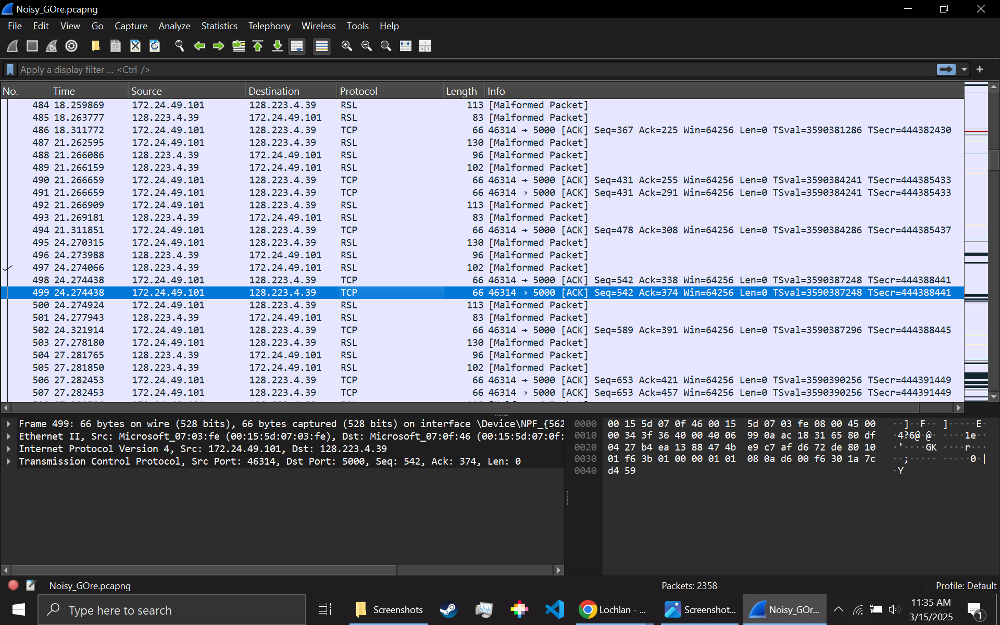 Noisy_GOre.pcapng
File Edit View Go Capture Analyze Statistics Telephony Wireless Tools Help
Apply a display filter ... <Ctrl-/>
No. Time Source Destination Protocol Length Info
484 18.259869 172.24.49.101 128.223.4.39 RSL 113 [Malformed Packet]
485 18.263777 128.223.4.39 172.24.49.101 RSL 83 [Malformed Packet]
486 18.311772 172.24.49.101 128.223.4.39 TCP 66 46314 → 5000 [ACK] Seq=367 Ack=225 Win=64256 Len=0 TSval=3590381286 TSecr=444382430
487 21.262595 172.24.49.101 128.223.4.39 RSL 130 [Malformed Packet]
488 21.266086 128.223.4.39 172.24.49.101 RSL 96 [Malformed Packet]
489 21.266159 128.223.4.39 172.24.49.101 RSL 102 [Malformed Packet]
490 21.266659 172.24.49.101 128.223.4.39 TCP 66 46314 → 5000 [ACK] Seq=431 Ack=255 Win=64256 Len=0 TSval=3590384241 TSecr=444385433
491 21.266659 172.24.49.101 128.223.4.39 TCP 66 46314 → 5000 [ACK] Seq=431 Ack=291 Win=64256 Len=0 TSval=3590384241 TSecr=444385433
492 21.266909 172.24.49.101 128.223.4.39 RSL 113 [Malformed Packet]
493 21.269181 128.223.4.39 172.24.49.101 RSL 83 [Malformed Packet]
494 21.311851 172.24.49.101 128.223.4.39 TCP 66 46314 → 5000 [ACK] Seq=478 Ack=308 Win=64256 Len=0 TSval=3590384286 TSecr=444385437
495 24.270315 172.24.49.101 128.223.4.39 RSL 130 [Malformed Packet]
496 24.273988 128.223.4.39 172.24.49.101 RSL 96 [Malformed Packet]
497 24.274066 128.223.4.39 172.24.49.101 RSL 102 [Malformed Packet]
498 24.274438 172.24.49.101 128.223.4.39 TCP 66 46314 → 5000 [ACK] Seq=542 Ack=338 Win=64256 Len=0 TSval=3590387248 TSecr=444388441
499 24.274438 172.24.49.101 128.223.4.39 TCP 66 46314 → 5000 [ACK] Seq=542 Ack=374 Win=64256 Len=0 TSval=3590387248 TSecr=444388441
500 24.274924 172.24.49.101 128.223.4.39 RSL 113 [Malformed Packet]
501 24.277943 128.223.4.39 172.24.49.101 RSL 83 [Malformed Packet]
502 24.321914 172.24.49.101 128.223.4.39 TCP 66 46314 → 5000 [ACK] Seq=589 Ack=391 Win=64256 Len=0 TSval=3590387296 TSecr=444388445
503 27.278180 172.24.49.101 128.223.4.39 RSL 130 [Malformed Packet]
504 27.281765 128.223.4.39 172.24.49.101 RSL 96 [Malformed Packet]
505 27.281850 128.223.4.39 172.24.49.101 RSL 102 [Malformed Packet]
506 27.282453 172.24.49.101 128.223.4.39 TCP 66 46314 → 5000 [ACK] Seq=653 Ack=421 Win=64256 Len=0 TSval=3590390256 TSecr=444391449
507 27.282453 172.24.49.101 128.223.4.39 TCP 66 46314 → 5000 [ACK] Seq=653 Ack=457 Win=64256 Len=0 TSval=3590390256 TSecr=444391449
Frame 499: 66 bytes on wire (528 bits), 66 bytes captured (528 bits) on interface \Device\NPF_{562
Ethernet II, Src: Microsoft_07:03:fe (00:15:5d:07:03:fe), Dst: Microsoft_07:0f:46 (00:15:5d:07:0f:
Internet Protocol Version 4, Src: 172.24.49.101, Dst: 128.223.4.39
Transmission Control Protocol, Src Port: 46314, Dst Port: 5000, Seq: 542, Ack: 374, Len: 0
0000 00 15 5d 07 0f 46 00 15 5d 07 03 fe 08 00 45 00 ··]··F·· ]·····E·
0010 00 34 3f 36 40 00 40 06 99 0a ac 18 31 65 80 df ·4?6@·@· ····1e··
0020 04 27 b4 ea 13 88 47 4b e9 c7 af d6 72 de 80 10 ·'····GK ····r···
0030 01 f6 3b 01 00 00 01 01 08 0a d6 00 f6 30 1a 7c ··;····· ·····0·|
0040 d4 59 ·Y
Noisy_GOre.pcapng Packets: 2358 Profile: Default
Type here to search Screenshots Lochlan - ... Screenshot... Noisy_GOr... 11:35 AM
3/15/2025
1